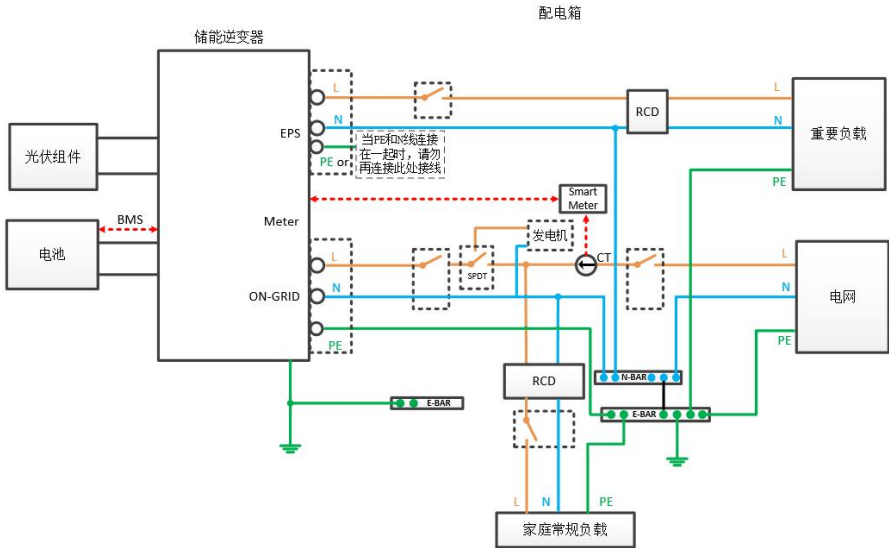 配电箱
储能逆变器
L
L
RCD
EPS
N
N
重要负载
当PE和N线连接
在一起时，请勿
再连接此处接线
PE or
光伏组件
PE
Smart
Meter
BMS
Meter
发电机
电池
L
CT
L
SPDT
N
ON-GRID
N
电网
PE
PE
RCD
N-BAR
E-BAR
E-BAR
L
N
PE
家庭常规负载